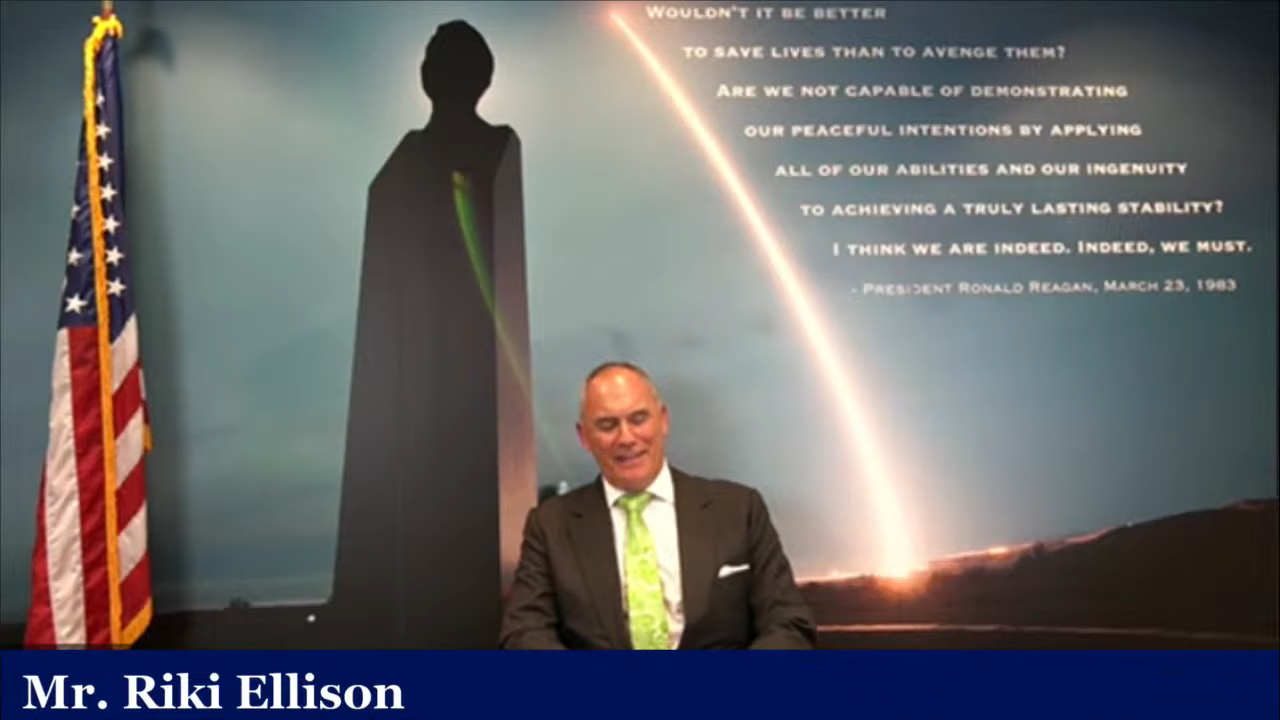 WOULDN'T IT BE BETTER
TO SAVE LIVES THAN TO AVENGE THEM?
ARE WE NOT CAPABLE OF DEMONSTRATING
OUR PEACEFUL INTENTIONS BY APPLYING
ALL OF OUR ABILITIES AND OUR INGENUITY
TO ACHIEVING A TRULY LASTING STABILITY?
I THINK WE ARE INDEED. INDEED, WE MUST.
- PRESIDENT RONALD REAGAN, MARCH 23, 1983
Mr. Riki Ellison